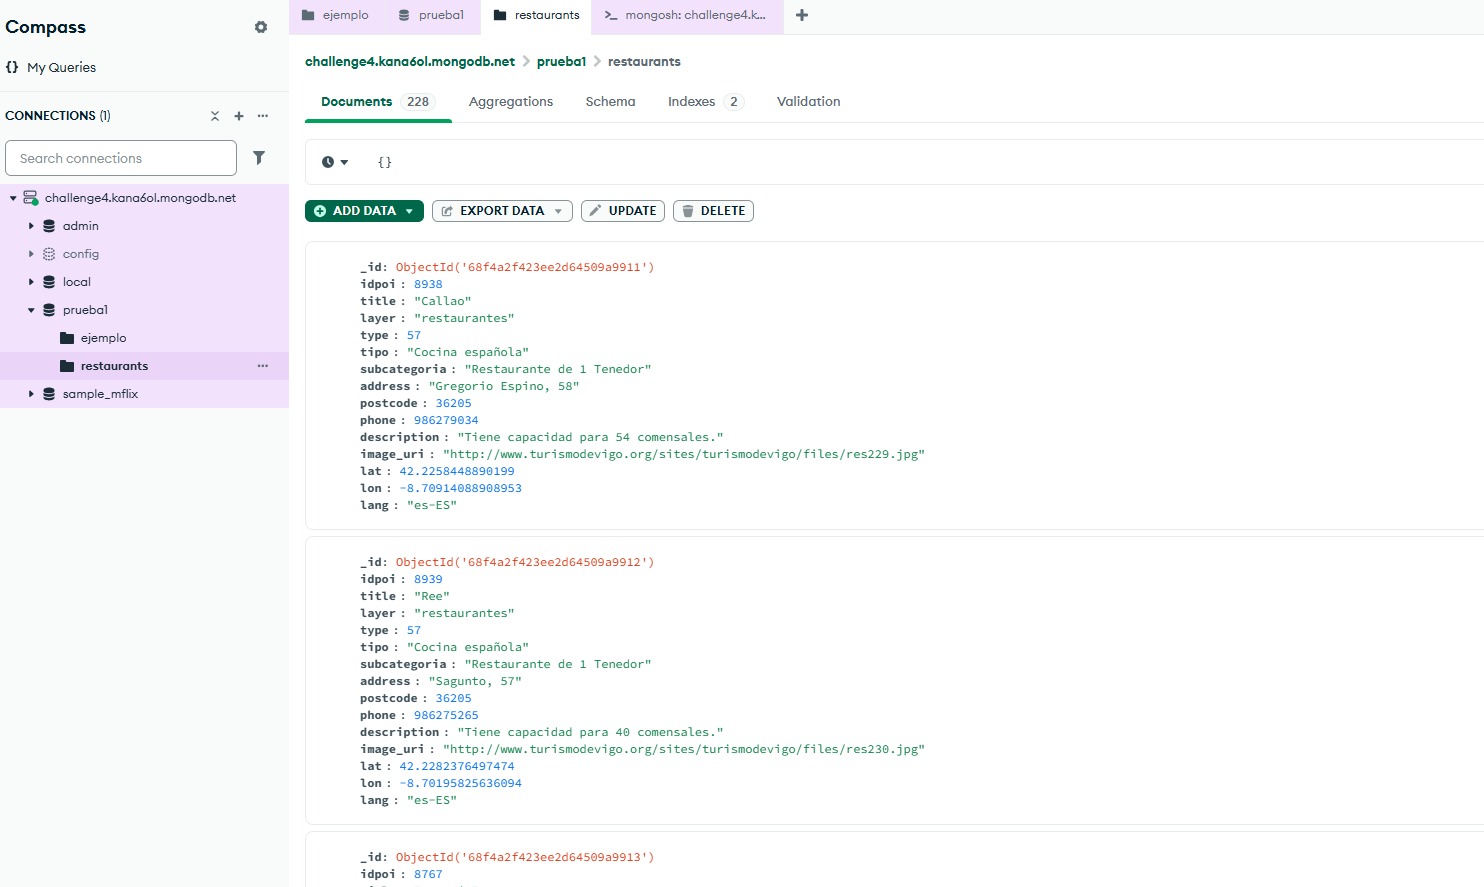 Compass
{} My Queries
CONNECTIONS (1)
Search connections
challenge4.kana6ol.mongodb.net
admin
config
local
prueba1
ejemplo
restaurants
sample_mflix
ejemplo prueba1 restaurants >_ mongosh: challenge4.k... +
challenge4.kana6ol.mongodb.net > prueba1 > restaurants
Documents 228 Aggregations Schema Indexes 2 Validation
{}
ADD DATA EXPORT DATA UPDATE DELETE
_id: ObjectId('68f4a2f423ee2d64509a9911')
idpoi : 8938
title : "Callao"
layer : "restaurantes"
type : 57
tipo : "Cocina española"
subcategoria : "Restaurante de 1 Tenedor"
address : "Gregorio Espino, 58"
postcode : 36205
phone : 986279034
description : "Tiene capacidad para 54 comensales."
image_uri : "http://www.turismodevigo.org/sites/turismodevigo/files/res229.jpg"
lat : 42.2258448890199
lon : -8.70914088908953
lang : "es-ES"
_id: ObjectId('68f4a2f423ee2d64509a9912')
idpoi : 8939
title : "Ree"
layer : "restaurantes"
type : 57
tipo : "Cocina española"
subcategoria : "Restaurante de 1 Tenedor"
address : "Sagunto, 57"
postcode : 36205
phone : 986275265
description : "Tiene capacidad para 40 comensales."
image_uri : "http://www.turismodevigo.org/sites/turismodevigo/files/res230.jpg"
lat : 42.2282376497474
lon : -8.70195825636094
lang : "es-ES"
_id: ObjectId('68f4a2f423ee2d64509a9913')
idpoi : 8767